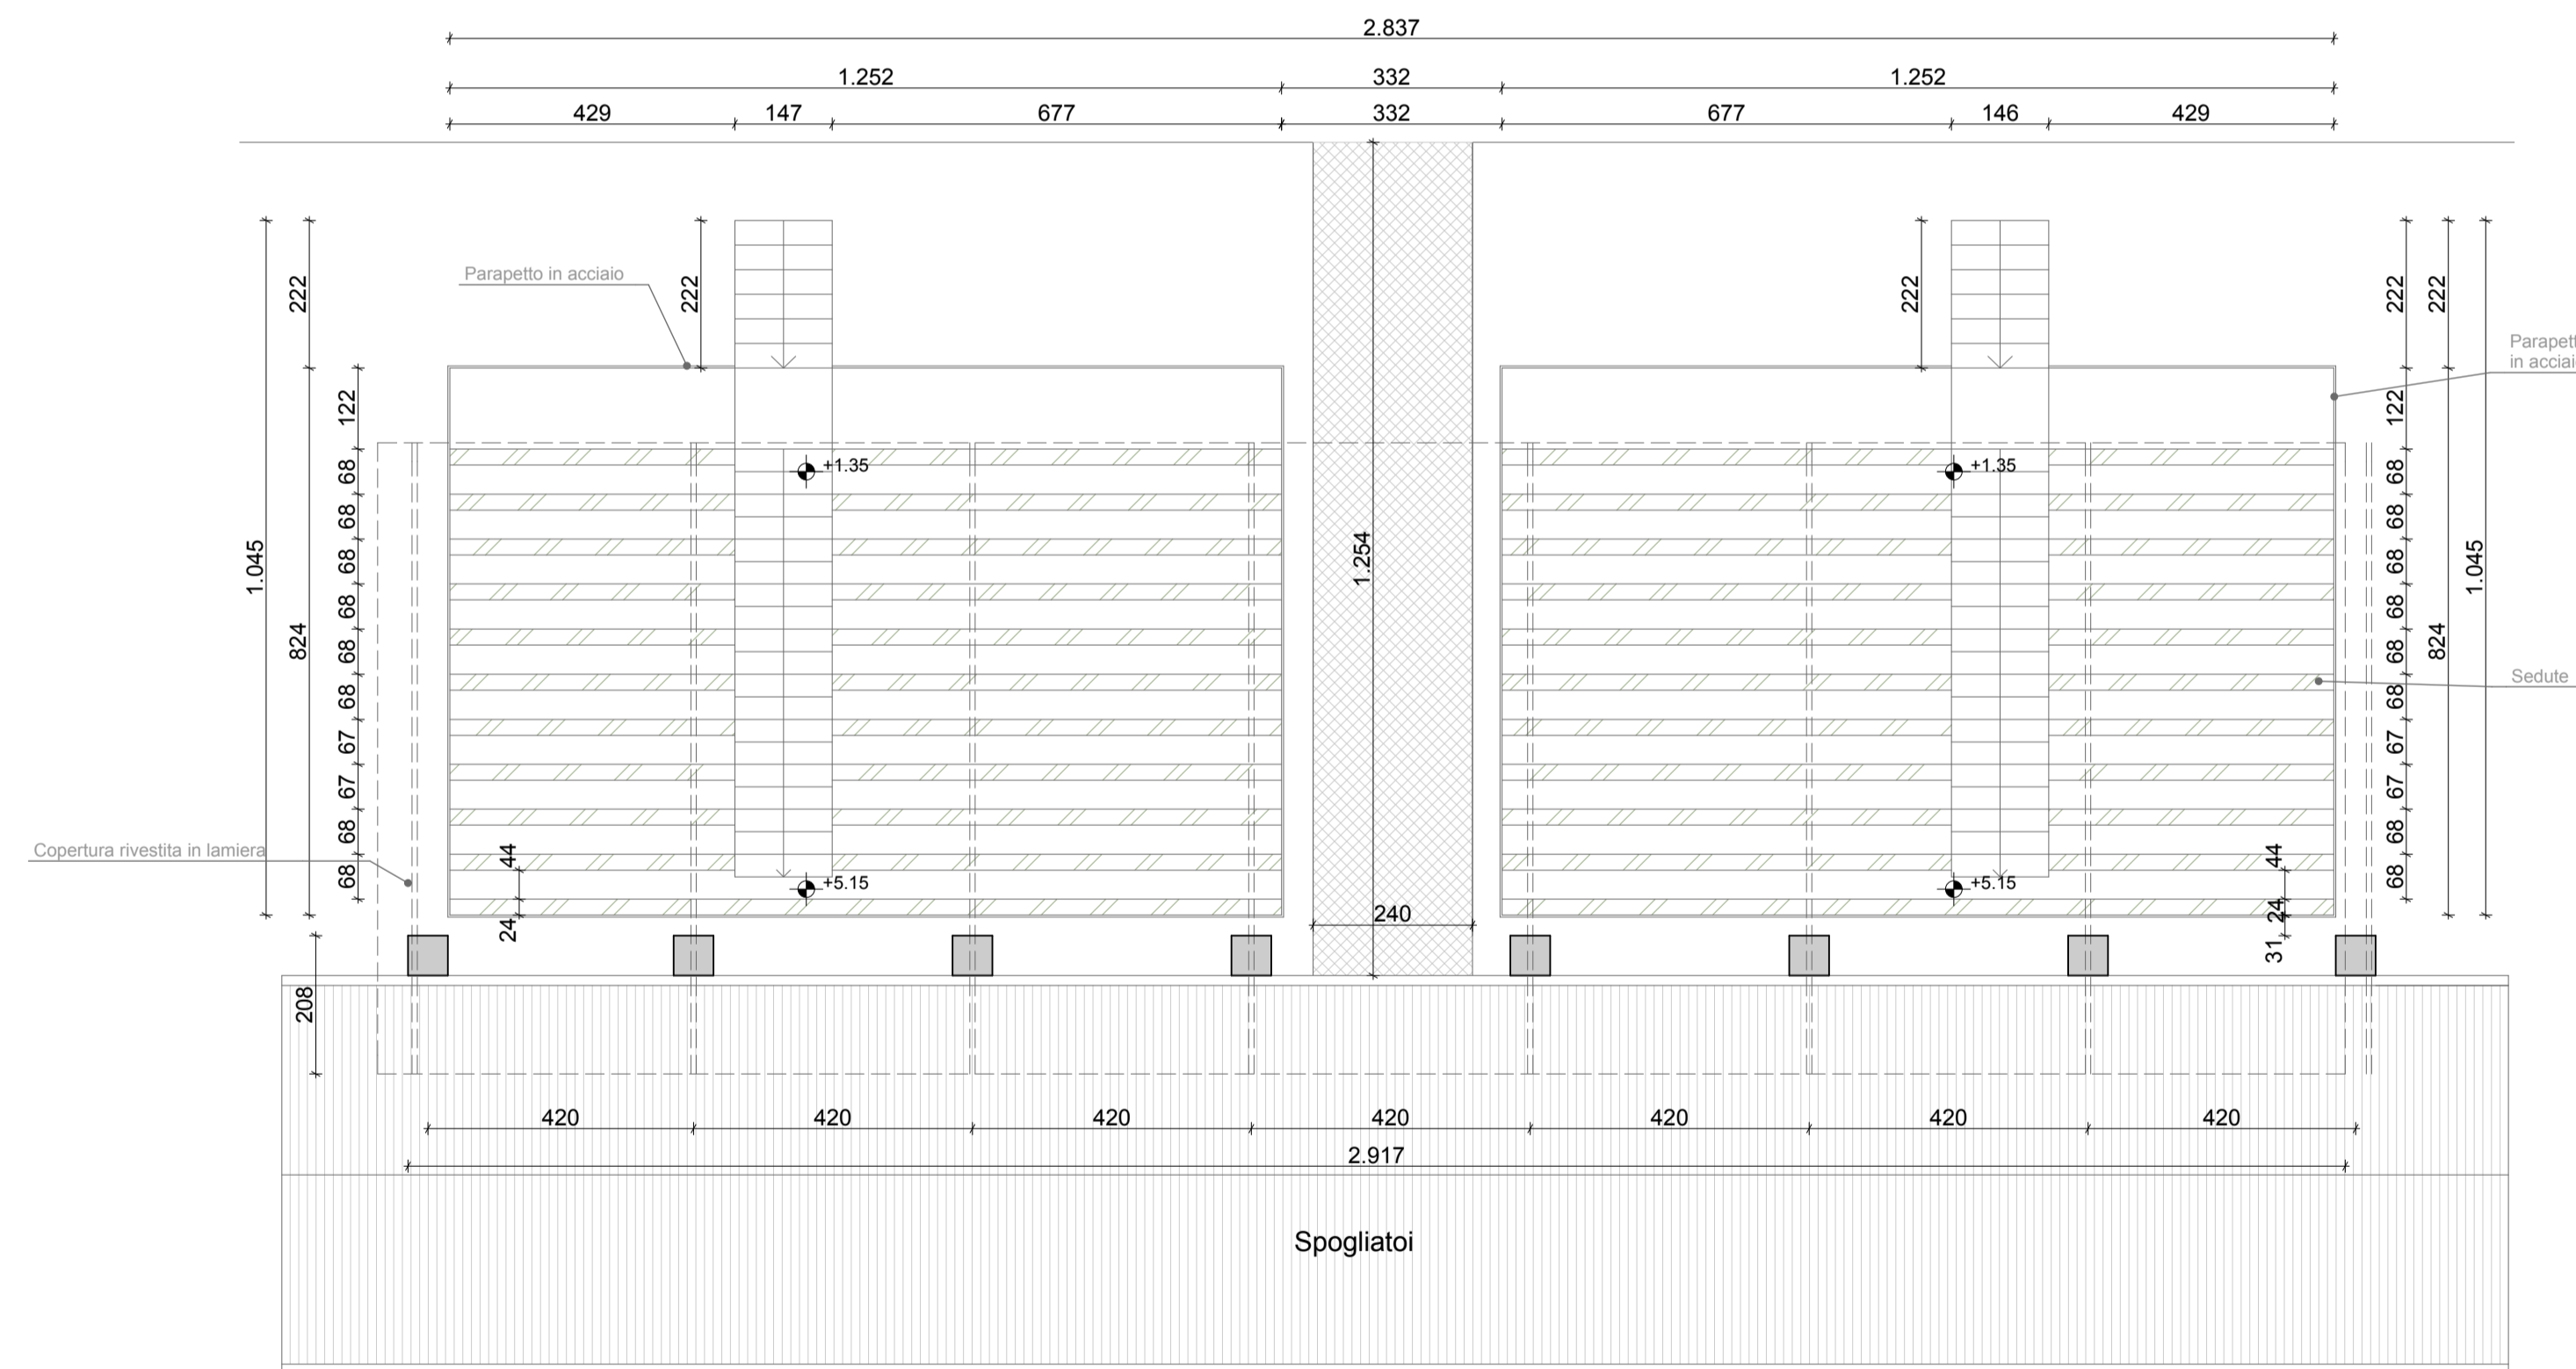 2.837
1.252 332 1.252
429 147 677 332 677 146 429
222 222 222 222 222
Parapetto in acciaio
Parapett
in acciai
122 122
+1.35 +1.35
68 68
68 68
1.045 1.254 1.045
68 68
68 68
824 824
68 68
Sedute
68 68
67 67
67 67
68 68
Copertura rivestita in lamiera
44 44
68 68
+5.15 +5.15
24 240 24
31
208
420 420 420 420 420 420 420
2.917
Spogliatoi